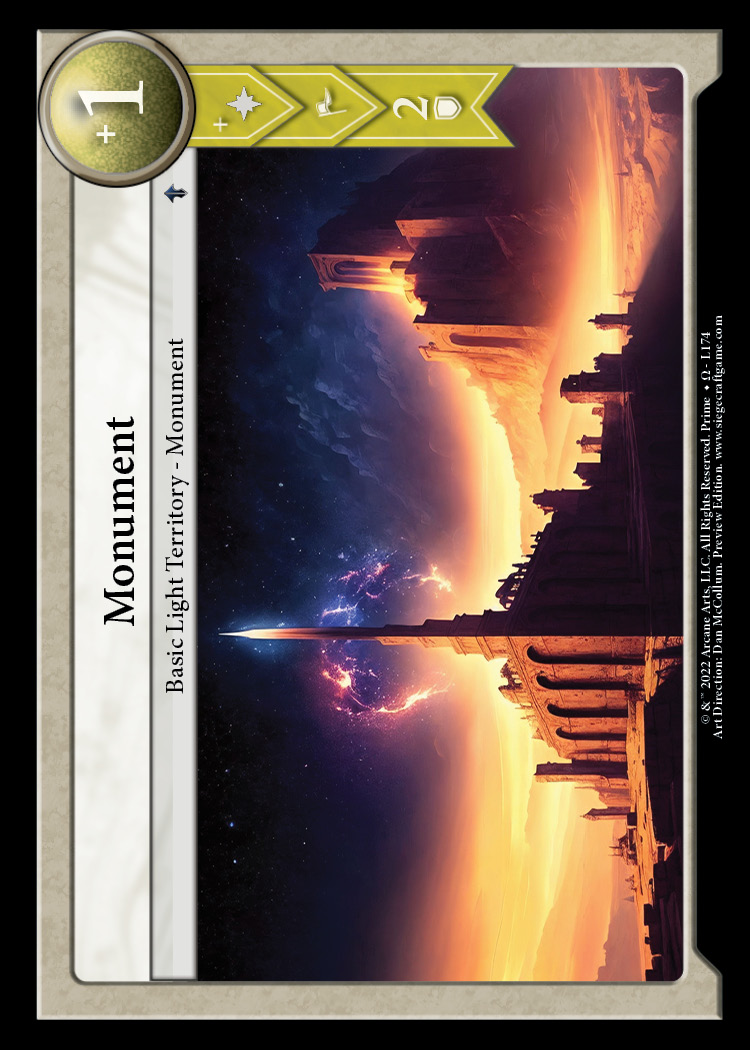 +1
+
2
Monument
Basic Light Territory - Monument
© & ™ 2022 Arcane Arts, LLC. All Rights Reserved. Prime • Ω - L174
Art Direction: Dan McCollum. Preview Edition. www.siegecraftgame.com